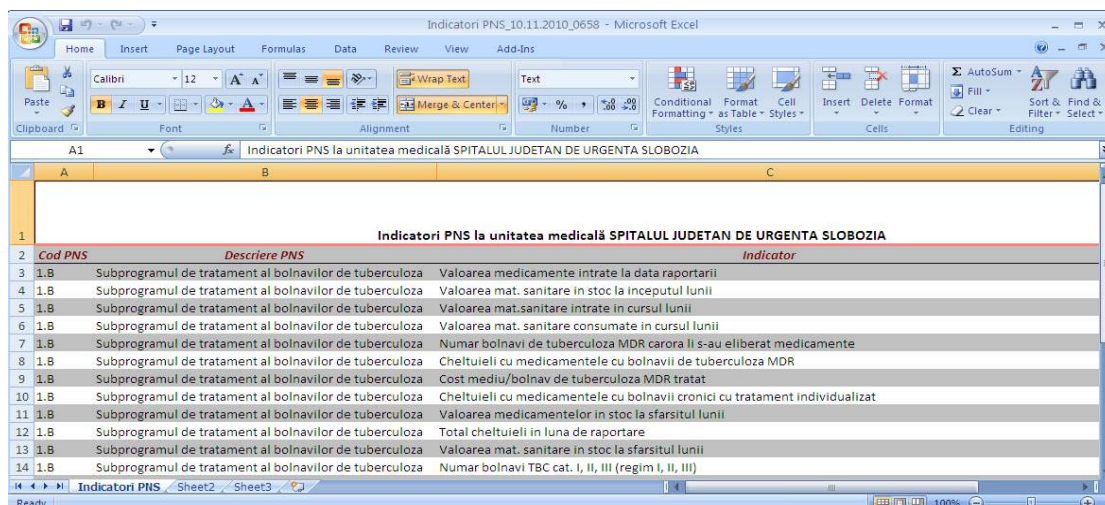 Indicatori PNS_10.11.2010_0658 - Microsoft Excel
Home Insert Page Layout Formulas Data Review View Add-Ins
Paste
Calibri 12 A A Wrap Text Text
B I U A Merge & Center % ,
Conditional Formatting Format as Table Cell Styles
Insert Delete Format
Σ AutoSum
Fill
Clear
Sort & Filter Find & Select
Clipboard Font Alignment Number Styles Cells Editing
A1 fx Indicatori PNS la unitatea medicală SPITALUL JUDETAN DE URGENTA SLOBOZIA
A B C
1 Indicatori PNS la unitatea medicală SPITALUL JUDETAN DE URGENTA SLOBOZIA
2 Cod PNS Descriere PNS Indicator
3 1.B Subprogramul de tratament al bolnavilor de tuberculoza Valoarea medicamente intrate la data raportarii
4 1.B Subprogramul de tratament al bolnavilor de tuberculoza Valoarea mat. sanitare in stoc la inceputul lunii
5 1.B Subprogramul de tratament al bolnavilor de tuberculoza Valoarea mat.sanitare intrate in cursul lunii
6 1.B Subprogramul de tratament al bolnavilor de tuberculoza Valoarea mat. sanitare consumate in cursul lunii
7 1.B Subprogramul de tratament al bolnavilor de tuberculoza Numar bolnavi de tuberculoza MDR carora li s-au eliberat medicamente
8 1.B Subprogramul de tratament al bolnavilor de tuberculoza Cheltuieli cu medicamentele cu bolnavii de tuberculoza MDR
9 1.B Subprogramul de tratament al bolnavilor de tuberculoza Cost mediu/bolnav de tuberculoza MDR tratat
10 1.B Subprogramul de tratament al bolnavilor de tuberculoza Cheltuieli cu medicamentele cu bolnavii cronici cu tratament individualizat
11 1.B Subprogramul de tratament al bolnavilor de tuberculoza Valoarea medicamentelor in stoc la sfarsitul lunii
12 1.B Subprogramul de tratament al bolnavilor de tuberculoza Total cheltuieli in luna de raportare
13 1.B Subprogramul de tratament al bolnavilor de tuberculoza Valoarea mat. sanitare in stoc la sfarsitul lunii
14 1.B Subprogramul de tratament al bolnavilor de tuberculoza Numar bolnavi TBC cat. I, II, III (regim I, II, III)
Indicatori PNS Sheet2 Sheet3
Ready 100%